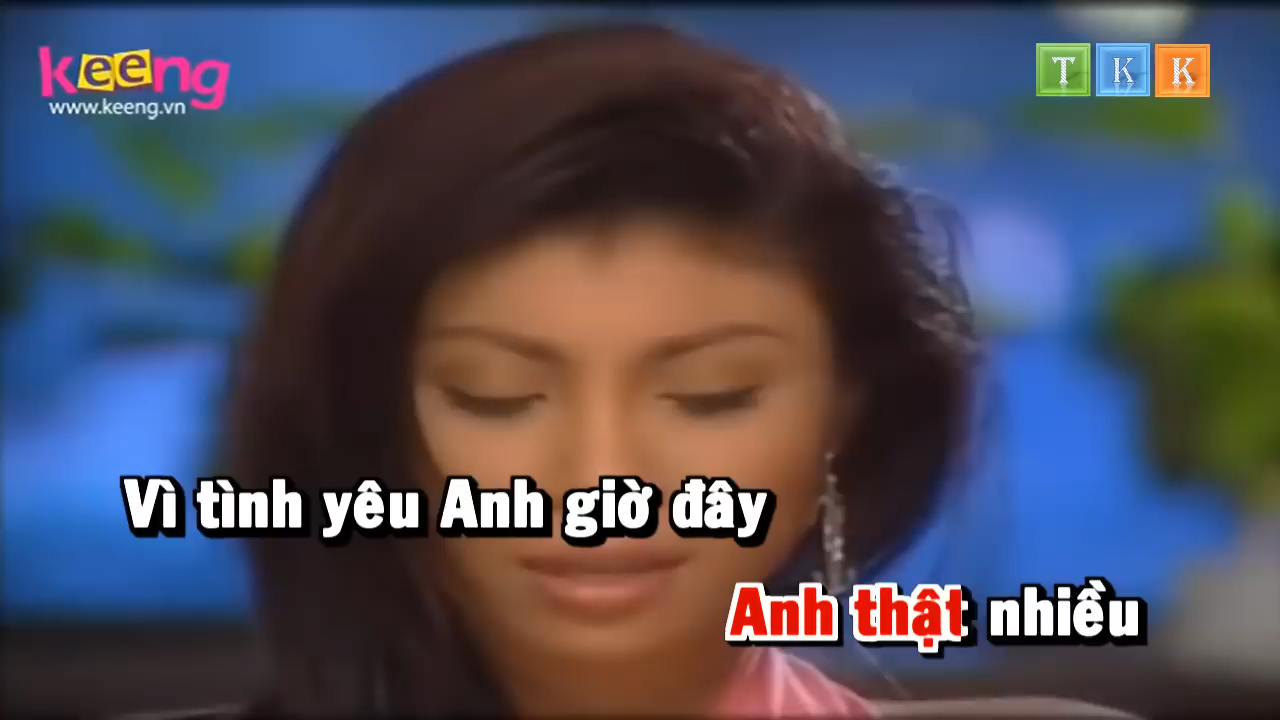 keeng
www.keeng.vn
T K K
Vì tình yêu Anh giờ đây
Anh thật nhiều